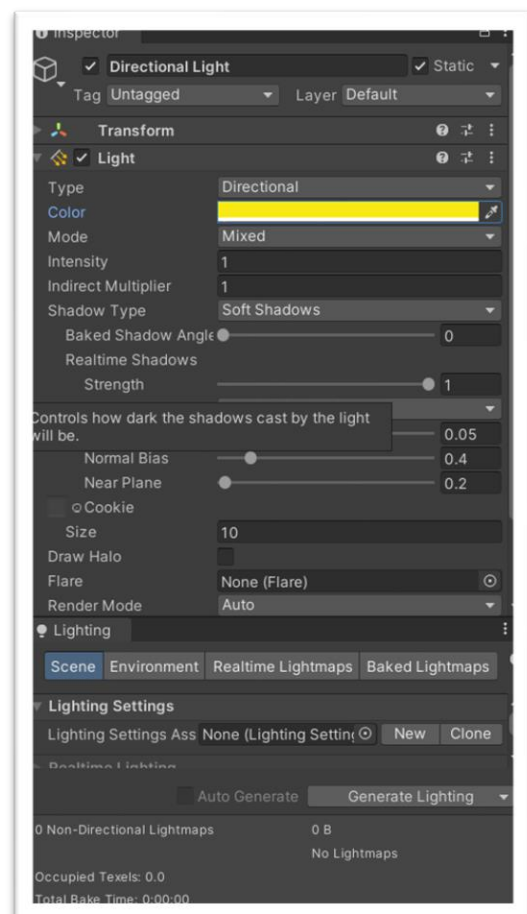 Inspector
Directional Light Static
Tag Untagged Layer Default
Transform
Light
Type Directional
Color
Mode Mixed
Intensity 1
Indirect Multiplier 1
Shadow Type Soft Shadows
Baked Shadow Angle 0
Realtime Shadows
Strength 1
Controls how dark the shadows cast by the light
will be.
0.05
Normal Bias 0.4
Near Plane 0.2
Cookie
Size 10
Draw Halo
Flare None (Flare)
Render Mode Auto
Lighting
Scene Environment Realtime Lightmaps Baked Lightmaps
Lighting Settings
Lighting Settings Ass None (Lighting Setting New Clone
Realtime Lighting
Auto Generate Generate Lighting
0 Non-Directional Lightmaps 0 B
No Lightmaps
Occupied Texels: 0.0
Total Bake Time: 0:00:00